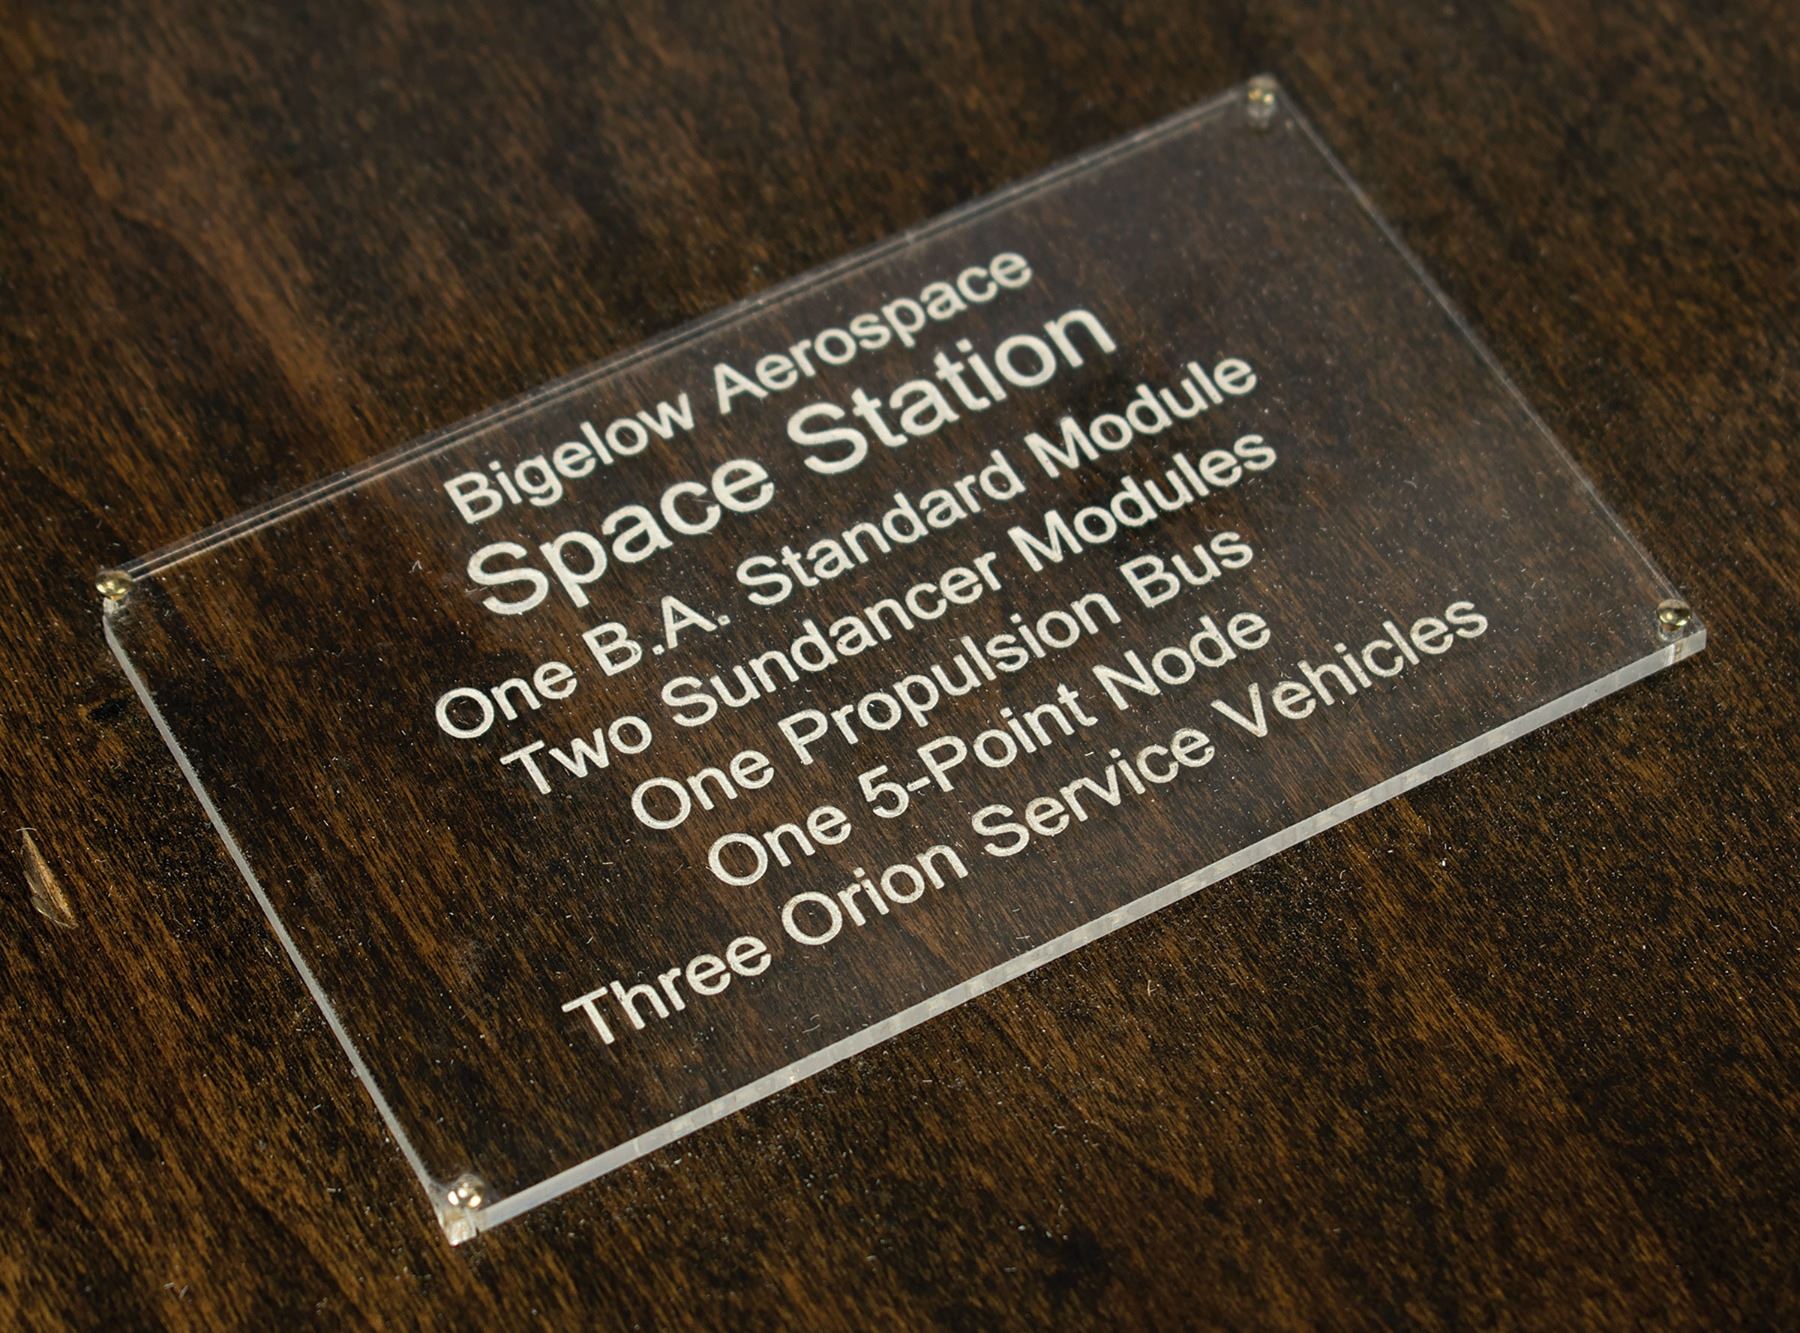 Bigelow Aerospace
Space Station
One B.A. Standard Module
Two Sundancer Modules
One Propulsion Bus
One 5-Point Node
Three Orion Service Vehicles